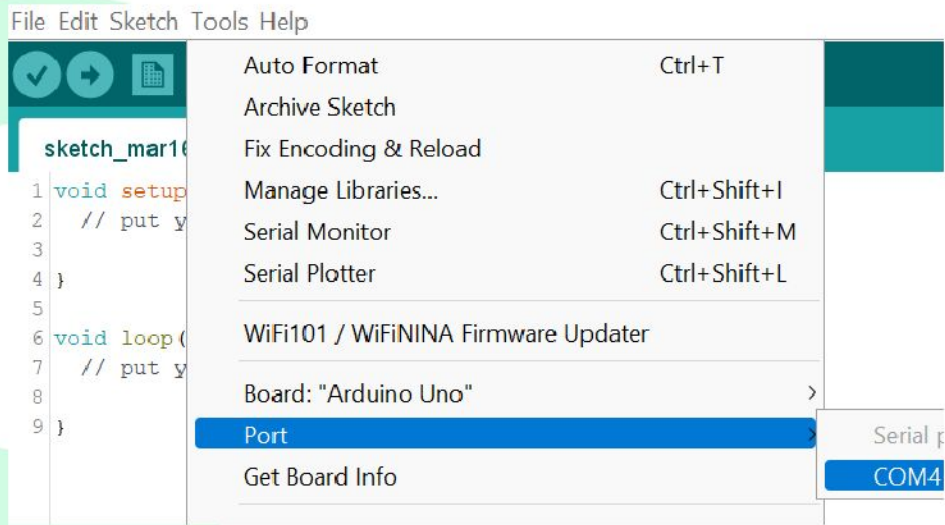 File Edit Sketch Tools Help
Auto Format Ctrl+T
Archive Sketch
sketch_mar16
Fix Encoding & Reload
1 void setup
Manage Libraries... Ctrl+Shift+I
2 // put y
Serial Monitor Ctrl+Shift+M
3
4 }
Serial Plotter Ctrl+Shift+L
5
6 void loop(
WiFi101 / WiFiNINA Firmware Updater
7 // put y
8
Board: "Arduino Uno"
9 }
Port
Serial
Get Board Info
COM4